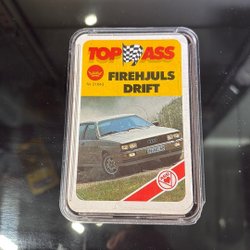 TOP ASS
FIREHJULS
DRIFT